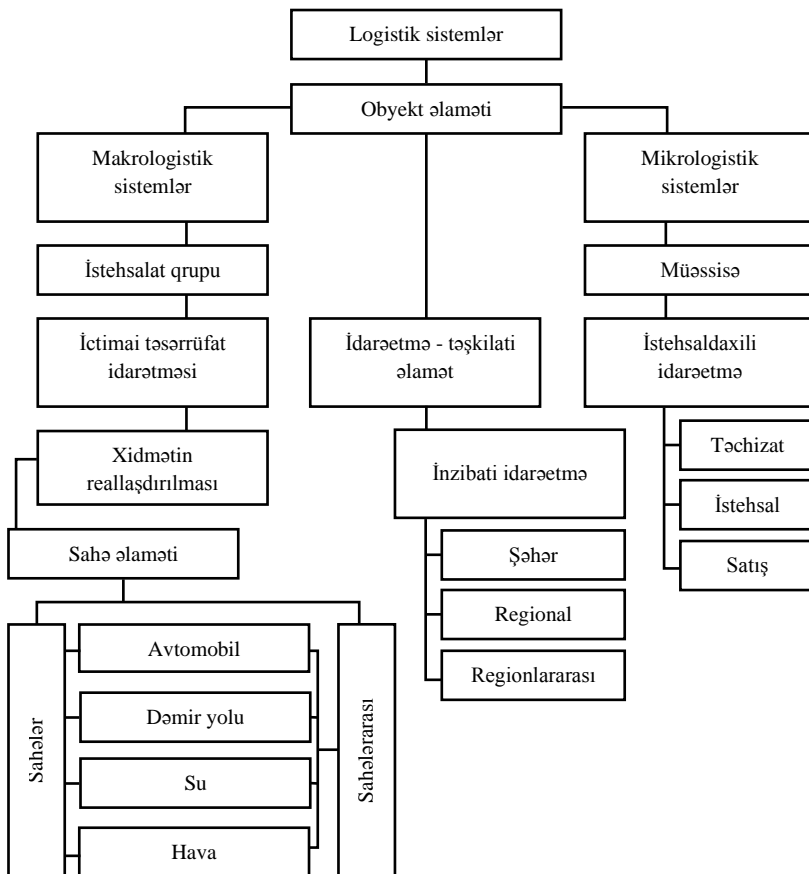 Logistik sistemlər
Obyekt əlaməti
Makrologistik
sistemlər
Mikrologistik
sistemlər
İstehsalat qrupu
Müəssisə
İctimai təsərrüfat
idarətməsi
İdarəetmə - təşkilati
əlamət
İstehsaldaxili
idarəetmə
Xidmətin
reallaşdırılması
İnzibati idarəetmə
Təchizat
İstehsal
Satış
Sahə əlaməti
Şəhər
Regional
Regionlararası
Sahələr
Avtomobil
Dəmir yolu
Su
Hava
Sahələrarası